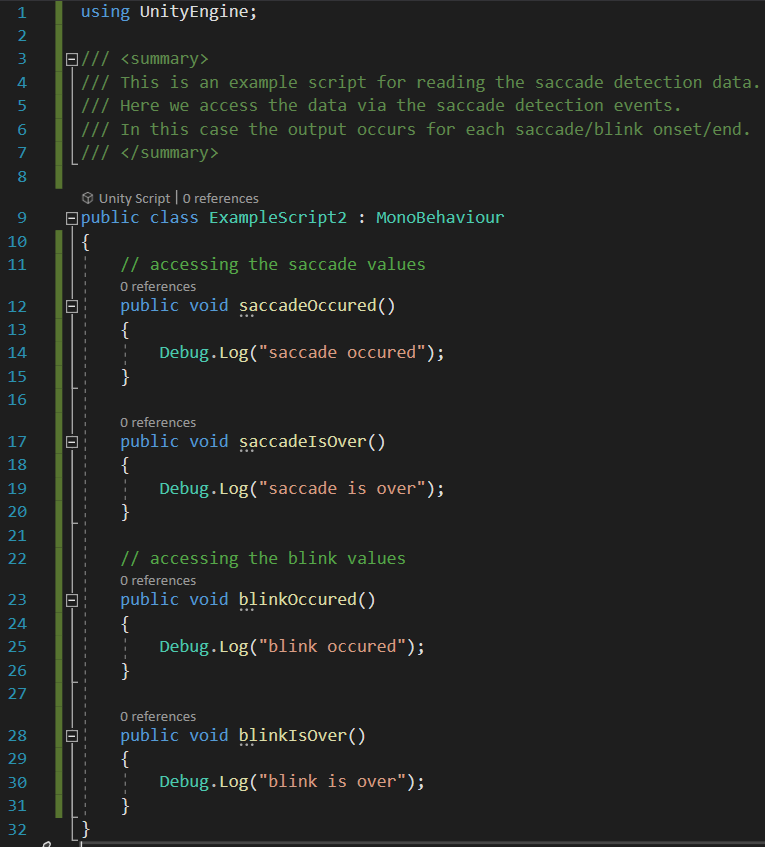 1 using UnityEngine;
2
3 /// <summary>
4 /// This is an example script for reading the saccade detection data.
5 /// Here we access the data via the saccade detection events.
6 /// In this case the output occurs for each saccade/blink onset/end.
7 /// </summary>
8
Unity Script | 0 references
9 public class ExampleScript2 : MonoBehaviour
10 {
11 // accessing the saccade values
0 references
12 public void saccadeOccured()
13 {
14 Debug.Log("saccade occured");
15 }
16
0 references
17 public void saccadeIsOver()
18 {
19 Debug.Log("saccade is over");
20 }
21
22 // accessing the blink values
0 references
23 public void blinkOccured()
24 {
25 Debug.Log("blink occured");
26 }
27
0 references
28 public void blinkIsOver()
29 {
30 Debug.Log("blink is over");
31 }
32 }